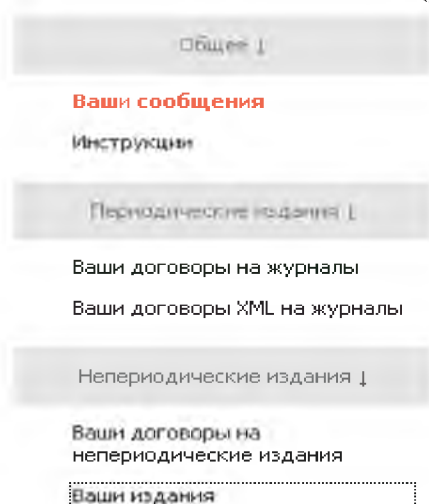 Общее ↓
Ваши сообщения
Инструкции
Периодические издания ↓
Ваши договоры на журналы
Ваши договоры XML на журналы
Непериодические издания ↓
Ваши договоры на
непериодические издания
Ваши издания